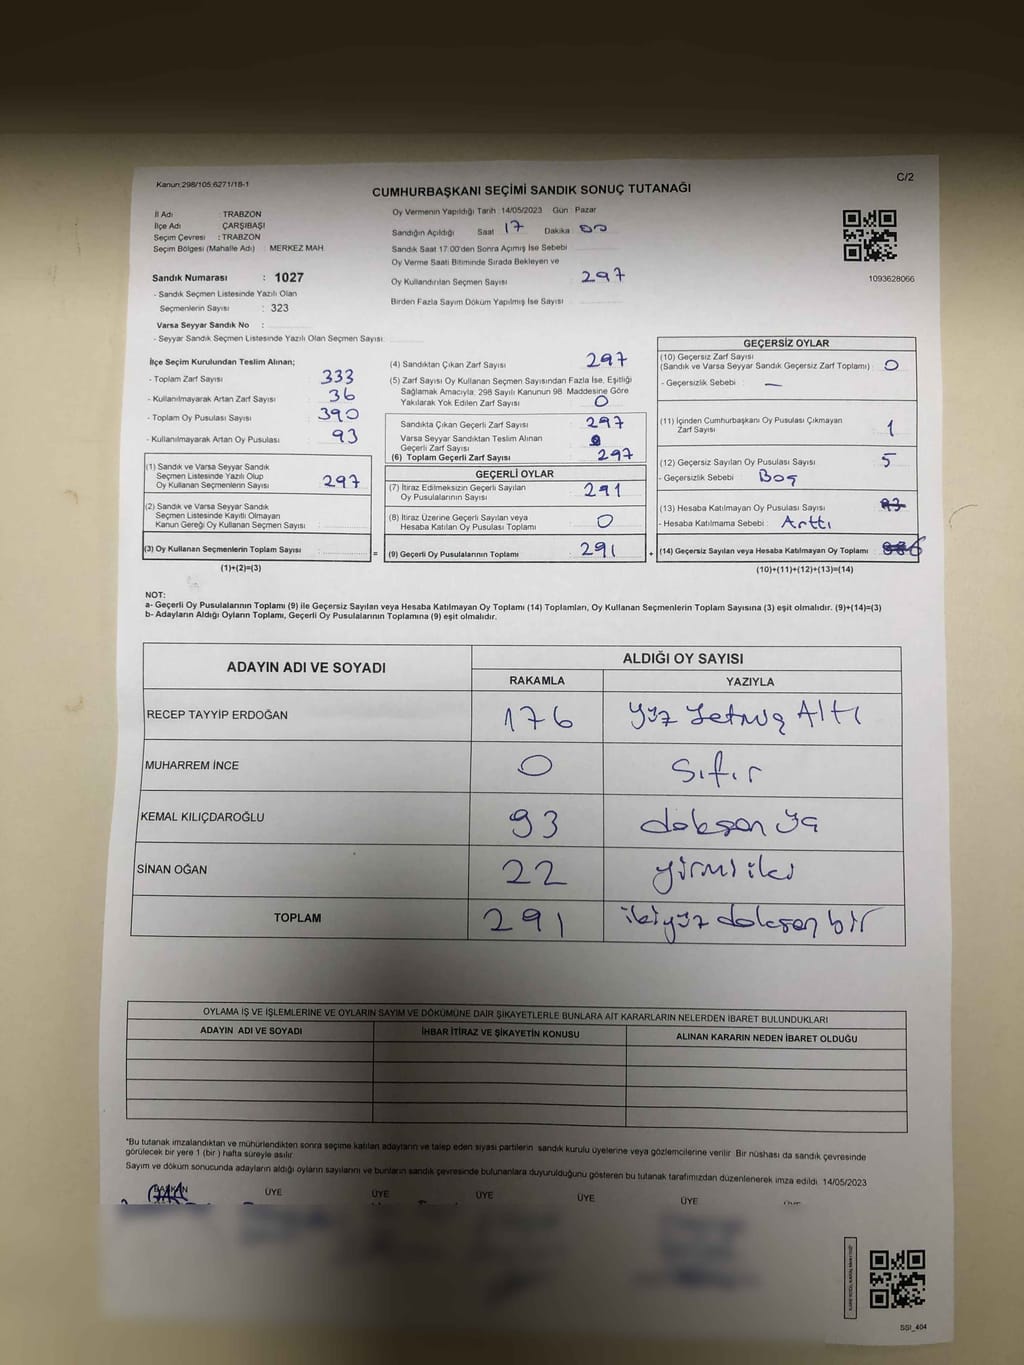 Kanun:298/105;6271/18-1
C/2
CUMHURBAŞKANI SEÇİMİ SANDIK SONUÇ TUTANAĞI
İl Adı : TRABZON
İlçe Adı : ÇARŞIBAŞI
Seçim Çevresi : TRABZON
Seçim Bölgesi (Mahalle Adı) : MERKEZ MAH
Sandık Numarası : 1027
- Sandık Seçmen Listesinde Yazılı Olan
Seçmenlerin Sayısı : 323
Varsa Seyyar Sandık No :
- Seyyar Sandık Seçmen Listesinde Yazılı Olan Seçmen Sayısı:
Oy Vermenin Yapıldığı Tarih :14/05/2023 Gün : Pazar
Sandığın Açıldığı Saat 17 Dakika 00
Sandık Saat 17:00'den Sonra Açımış İse Sebebi
Oy Verme Saati Bitiminde Sırada Bekleyen ve
Oy Kullandırılan Seçmen Sayısı : 297
Birden Fazla Sayım Döküm Yapılmış İse Sayısı
1093628066
İlçe Seçim Kurulundan Teslim Alınan;
- Toplam Zarf Sayısı : 333
- Kullanılmayarak Artan Zarf Sayısı : 36
- Toplam Oy Pusulası Sayısı : 390
- Kullanılmayarak Artan Oy Pusulası : 93
(1) Sandık ve Varsa Seyyar Sandık
Seçmen Listesinde Yazılı Olup
Oy Kullanan Seçmenlerin Sayısı : 297
(2) Sandık ve Varsa Seyyar Sandık
Seçmen Listesinde Kayıtlı Olmayan
Kanun Gereği Oy Kullanan Seçmen Sayısı :
(3) Oy Kullanan Seçmenlerin Toplam Sayısı : =
(1)+(2)=(3)
(4) Sandıktan Çıkan Zarf Sayısı : 297
(5) Zarf Sayısı Oy Kullanan Seçmen Sayısından Fazla İse, Eşitliği
Sağlamak Amacıyla; 298 Sayılı Kanunun 98. Maddesine Göre
Yakılarak Yok Edilen Zarf Sayısı : 0
Sandıkta Çıkan Geçerli Zarf Sayısı : 297
Varsa Seyyar Sandıktan Teslim Alınan
Geçerli Zarf Sayısı
(6) Toplam Geçerli Zarf Sayısı : 297
GEÇERLİ OYLAR
(7) İtiraz Edilmeksizin Geçerli Sayılan
Oy Pusulalarının Sayısı : 291
(8) İtiraz Üzerine Geçerli Sayılan veya
Hesaba Katılan Oy Pusulası Toplamı : 0
(9) Geçerli Oy Pusulalarının Toplamı : 291 +
GEÇERSİZ OYLAR
(10) Geçersiz Zarf Sayısı
(Sandık ve Varsa Seyyar Sandık Geçersiz Zarf Toplamı) : 0
- Geçersizlik Sebebi : —
(11) İçinden Cumhurbaşkanı Oy Pusulası Çıkmayan
Zarf Sayısı : 1
(12) Geçersiz Sayılan Oy Pusulası Sayısı : 5
- Geçersizlik Sebebi : Boş
(13) Hesaba Katılmayan Oy Pusulası Sayısı : 93
- Hesaba Katılmama Sebebi : Arttı
(14) Geçersiz Sayılan veya Hesaba Katılmayan Oy Toplamı : 6
(10)+(11)+(12)+(13)=(14)
NOT:
a- Geçerli Oy Pusulalarının Toplamı (9) ile Geçersiz Sayılan veya Hesaba Katılmayan Oy Toplamı (14) Toplamları, Oy Kullanan Seçmenlerin Toplam Sayısına (3) eşit olmalıdır. (9)+(14)=(3)
b- Adayların Aldığı Oyların Toplamı, Geçerli Oy Pusulalarının Toplamına (9) eşit olmalıdır.
ADAYIN ADI VE SOYADI
ALDIĞI OY SAYISI
RAKAMLA YAZIYLA
RECEP TAYYİP ERDOĞAN 176 yüz yetmiş Altı
MUHARREM İNCE 0 Sıfır
KEMAL KILIÇDAROĞLU 93 doksan
SİNAN OĞAN 22 yirmi iki
TOPLAM 291 ikiyüz doksan bir
OYLAMA İŞ VE İŞLEMLERİNE VE OYLARIN SAYIM VE DÖKÜMÜNE DAİR ŞİKAYETLERLE BUNLARA AİT KARARLARIN NELERDEN İBARET BULUNDUKLARI
ADAYIN ADI VE SOYADI İHBAR İTİRAZ VE ŞİKAYETİN KONUSU ALINAN KARARIN NEDEN İBARET OLDUĞU
*Bu tutanak imzalandıktan ve mühürlendikten sonra seçime katılan adayların ve talep eden siyasi partilerin sandık kurulu üyelerine veya gözlemcilerine verilir. Bir nüshası da sandık çevresinde
görülecek bir yere 1 (bir ) hafta süreyle asılır.
Sayım ve döküm sonucunda adayların aldığı oyların sayılarını ve bunların sandık çevresinde bulunanlara duyurulduğunu gösteren bu tutanak tarafımızdan düzenlenerek imza edildi. 14/05/2023
BAŞKAN ÜYE ÜYE ÜYE ÜYE ÜYE ÜYE
SSI_404